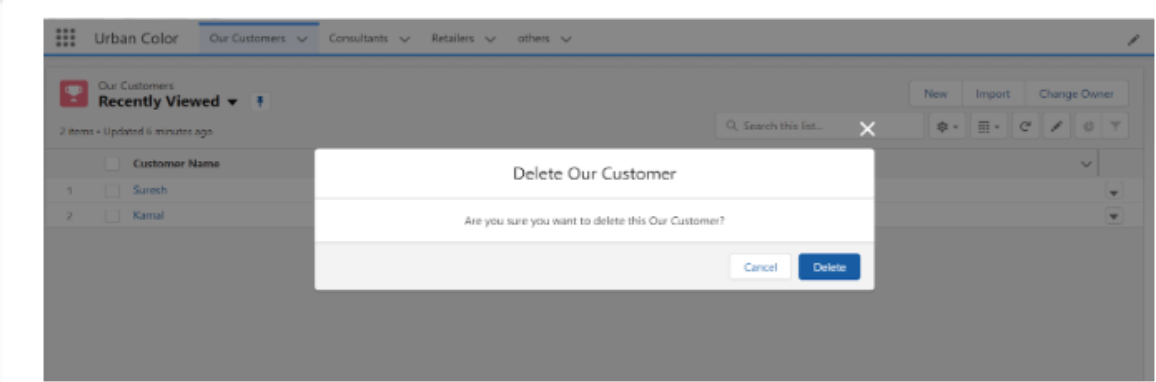 Urban Color Our Customers Consultants Retailers others
Our Customers
Recently Viewed
New Import Change Owner
2 items • Updated 6 minutes ago
Search this list...
Customer Name
1 Suresh
2 Kamal
Delete Our Customer
Are you sure you want to delete this Our Customer?
Cancel Delete